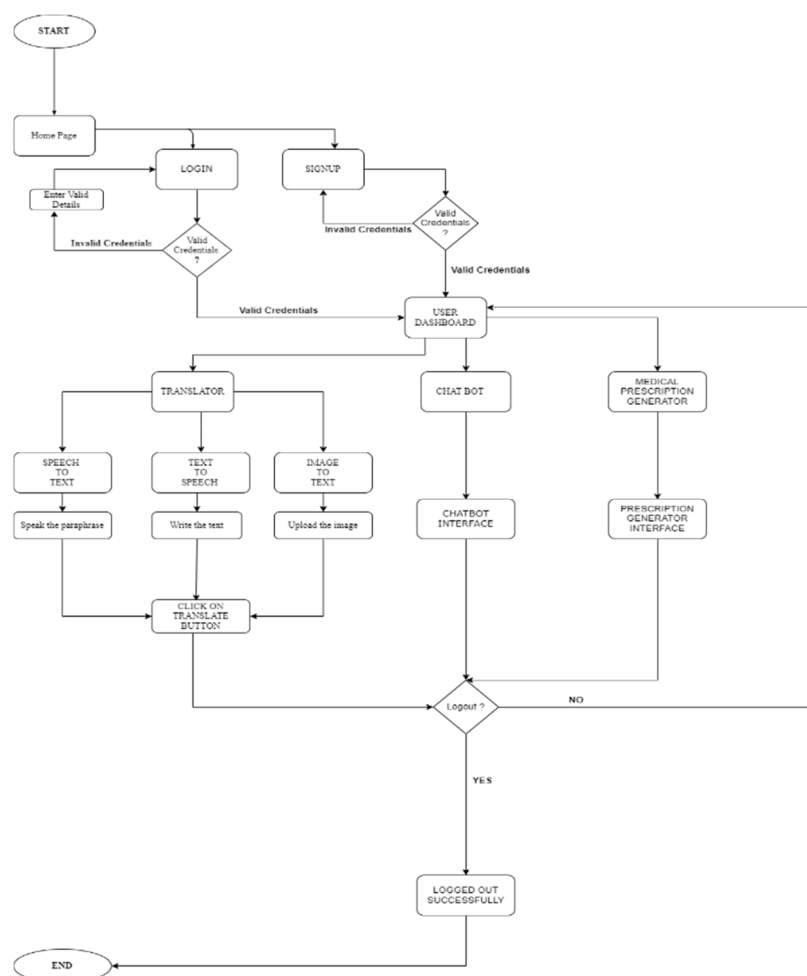 START
Home Page
LOGIN
SIGNUP
Enter Valid
Details
Invalid Credentials
Valid
Credentials
?
Invalid Credentials
Valid
Credentials
?
Valid Credentials
Valid Credentials
USER
DASHBOARD
TRANSLATOR
CHAT BOT
MEDICAL
PRESCRIPTION
GENERATOR
SPEECH
TO
TEXT
TEXT
TO
SPEECH
IMAGE
TO
TEXT
Speak the paraphrase
Write the text
Upload the image
CHATBOT
INTERFACE
PRESCRIPTION
GENERATOR
INTERFACE
CLICK ON
TRANSLATE
BUTTON
Logout ?
NO
YES
LOGGED OUT
SUCCESSFULLY
END